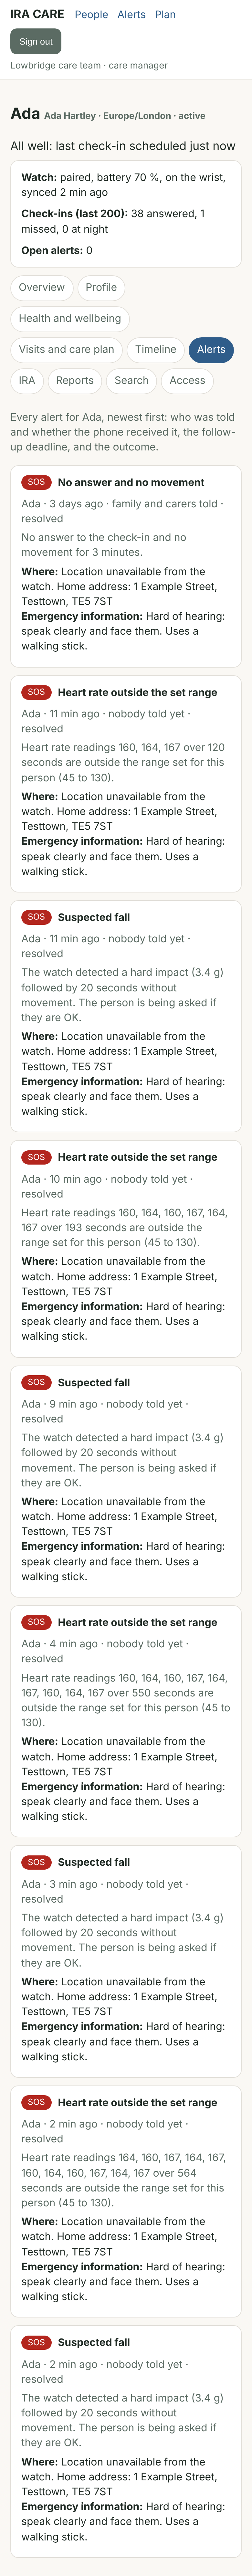 IRA CARE People Alerts Plan
Sign out
Lowbridge care team · care manager
Ada Ada Hartley · Europe/London · active
All well: last check-in scheduled just now
Watch: paired, battery 70 %, on the wrist,
synced 2 min ago
Check-ins (last 200): 38 answered, 1
missed, 0 at night
Open alerts: 0
Overview Profile
Health and wellbeing
Visits and care plan Timeline Alerts
IRA Reports Search Access
Every alert for Ada, newest first: who was told
and whether the phone received it, the follow-
up deadline, and the outcome.
SOS No answer and no movement
Ada · 3 days ago · family and carers told ·
resolved
No answer to the check-in and no
movement for 3 minutes.
Where: Location unavailable from the
watch. Home address: 1 Example Street,
Testtown, TE5 7ST
Emergency information: Hard of hearing:
speak clearly and face them. Uses a
walking stick.
SOS Heart rate outside the set range
Ada · 11 min ago · nobody told yet ·
resolved
Heart rate readings 160, 164, 167 over 120
seconds are outside the range set for this
person (45 to 130).
Where: Location unavailable from the
watch. Home address: 1 Example Street,
Testtown, TE5 7ST
Emergency information: Hard of hearing:
speak clearly and face them. Uses a
walking stick.
SOS Suspected fall
Ada · 11 min ago · nobody told yet ·
resolved
The watch detected a hard impact (3.4 g)
followed by 20 seconds without
movement. The person is being asked if
they are OK.
Where: Location unavailable from the
watch. Home address: 1 Example Street,
Testtown, TE5 7ST
Emergency information: Hard of hearing:
speak clearly and face them. Uses a
walking stick.
SOS Heart rate outside the set range
Ada · 10 min ago · nobody told yet ·
resolved
Heart rate readings 160, 164, 160, 167, 164,
167 over 193 seconds are outside the
range set for this person (45 to 130).
Where: Location unavailable from the
watch. Home address: 1 Example Street,
Testtown, TE5 7ST
Emergency information: Hard of hearing:
speak clearly and face them. Uses a
walking stick.
SOS Suspected fall
Ada · 9 min ago · nobody told yet ·
resolved
The watch detected a hard impact (3.4 g)
followed by 20 seconds without
movement. The person is being asked if
they are OK.
Where: Location unavailable from the
watch. Home address: 1 Example Street,
Testtown, TE5 7ST
Emergency information: Hard of hearing:
speak clearly and face them. Uses a
walking stick.
SOS Heart rate outside the set range
Ada · 4 min ago · nobody told yet ·
resolved
Heart rate readings 160, 164, 160, 167, 164,
167, 160, 164, 167 over 550 seconds are
outside the range set for this person (45 to
130).
Where: Location unavailable from the
watch. Home address: 1 Example Street,
Testtown, TE5 7ST
Emergency information: Hard of hearing:
speak clearly and face them. Uses a
walking stick.
SOS Suspected fall
Ada · 3 min ago · nobody told yet ·
resolved
The watch detected a hard impact (3.4 g)
followed by 20 seconds without
movement. The person is being asked if
they are OK.
Where: Location unavailable from the
watch. Home address: 1 Example Street,
Testtown, TE5 7ST
Emergency information: Hard of hearing:
speak clearly and face them. Uses a
walking stick.
SOS Heart rate outside the set range
Ada · 2 min ago · nobody told yet ·
resolved
Heart rate readings 164, 160, 167, 164, 167,
160, 164, 160, 167, 164, 167 over 564
seconds are outside the range set for this
person (45 to 130).
Where: Location unavailable from the
watch. Home address: 1 Example Street,
Testtown, TE5 7ST
Emergency information: Hard of hearing:
speak clearly and face them. Uses a
walking stick.
SOS Suspected fall
Ada · 2 min ago · nobody told yet ·
resolved
The watch detected a hard impact (3.4 g)
followed by 20 seconds without
movement. The person is being asked if
they are OK.
Where: Location unavailable from the
watch. Home address: 1 Example Street,
Testtown, TE5 7ST
Emergency information: Hard of hearing:
speak clearly and face them. Uses a
walking stick.